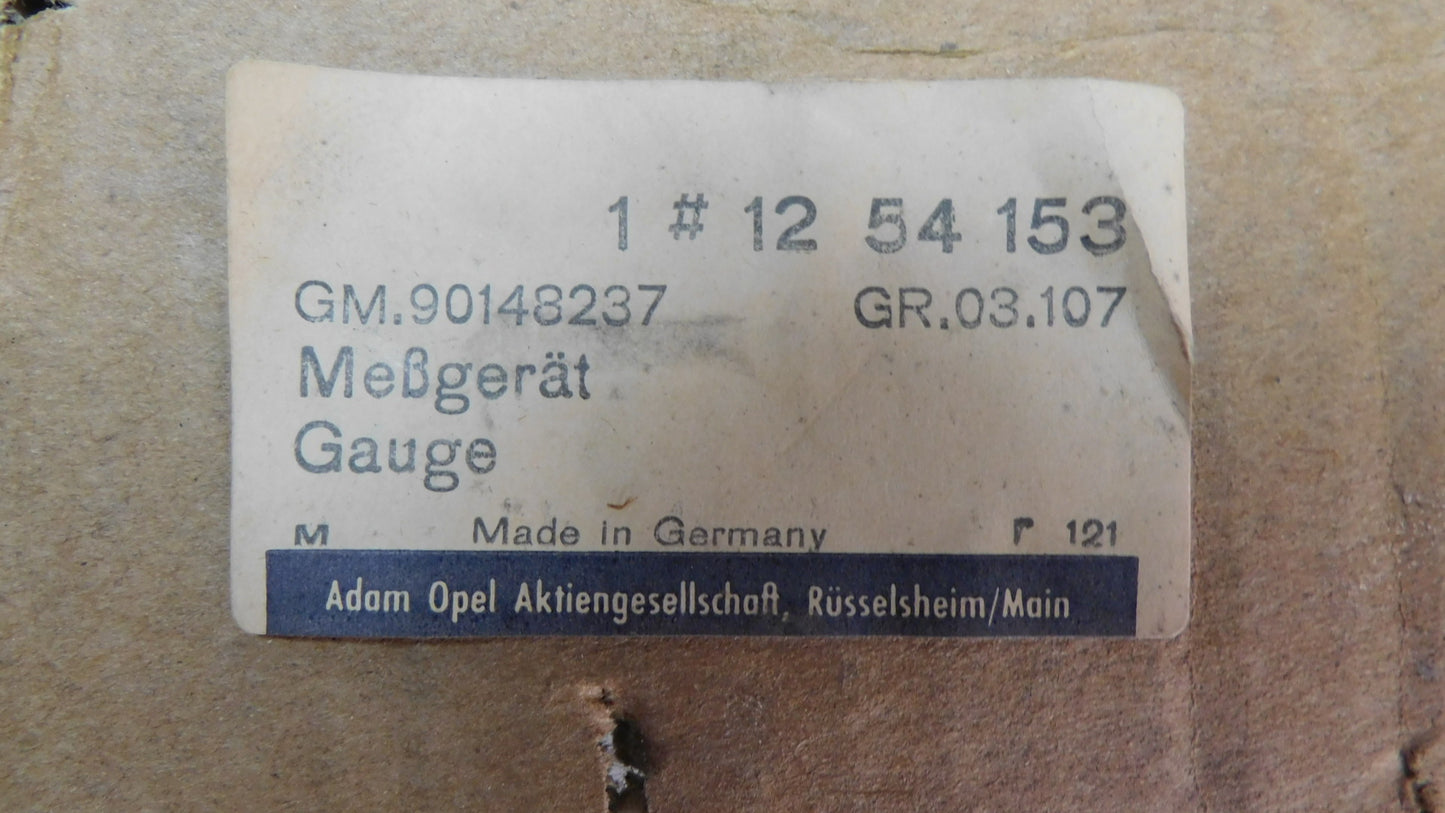 1 # 12 54 153
GM.90148237 GR.03.107
Meßgerät
Gauge
M Made in Germany r 121
Adam Opel Aktiengesellschaft, Rüsselsheim/Main